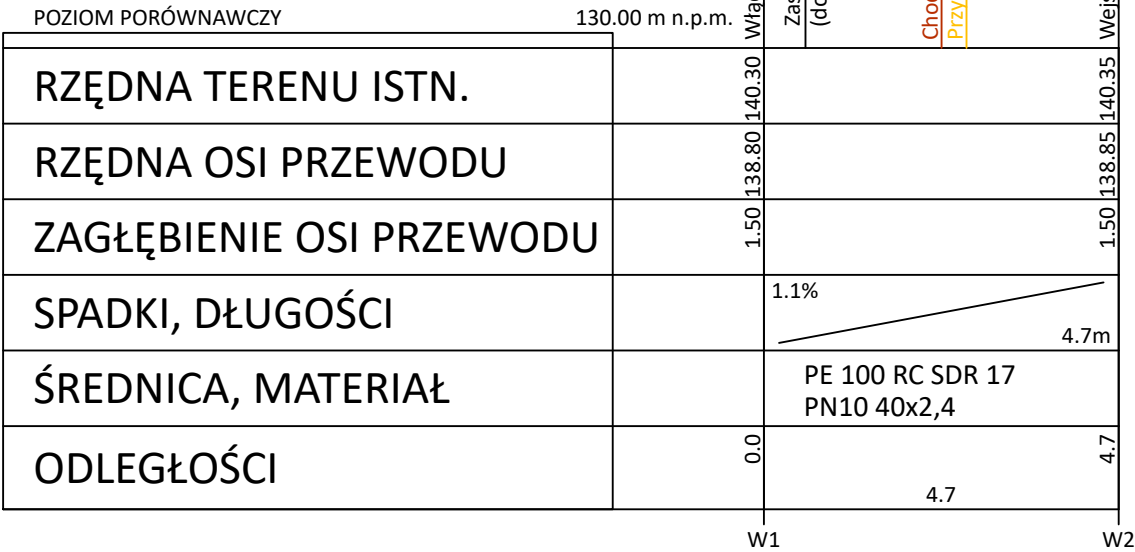 POZIOM PORÓWNAWCZY 130.00 m n.p.m.
RZĘDNA TERENU ISTN. 140.30 140.35
RZĘDNA OSI PRZEWODU 138.80 138.85
ZAGŁĘBIENIE OSI PRZEWODU 1.50 1.50
SPADKI, DŁUGOŚCI 1.1% 4.7m
ŚREDNICA, MATERIAŁ PE 100 RC SDR 17
PN10 40x2,4
ODLEGŁOŚCI 0.0 4.7
4.7
W1 W2